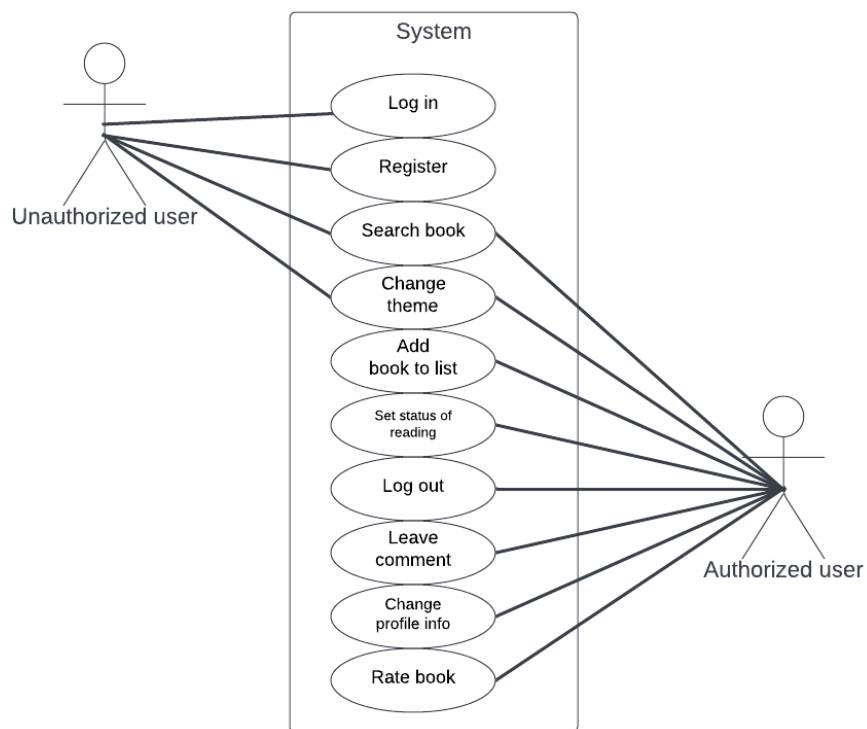 System
Log in
Register
Unauthorized user
Search book
Change
theme
Add
book to list
Set status of
reading
Log out
Leave
comment
Authorized user
Change
profile info
Rate book